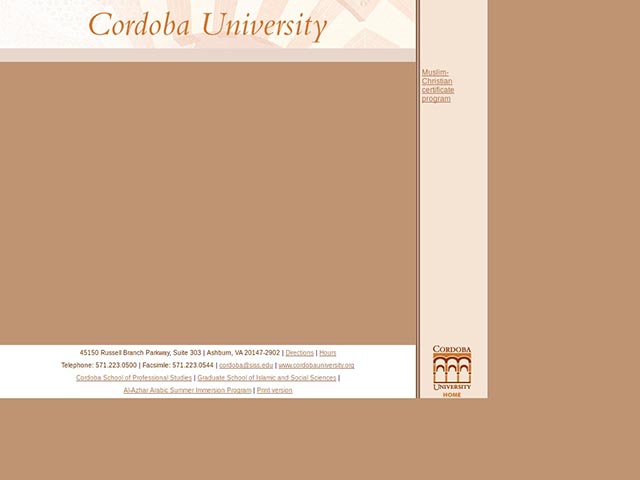 Cordoba University
Muslim-
Christian
certificate
program
45150 Russell Branch Parkway, Suite 303 | Ashburn, VA 20147-2902 | Directions | Hours
Telephone: 571.223.0500 | Facsimile: 571.223.0544 | cordoba@siss.edu | www.cordobauniversity.org
Cordoba School of Professional Studies | Graduate School of Islamic and Social Sciences |
Al-Azhar Arabic Summer Immersion Program | Print version
CORDOBA
UNIVERSITY
HOME